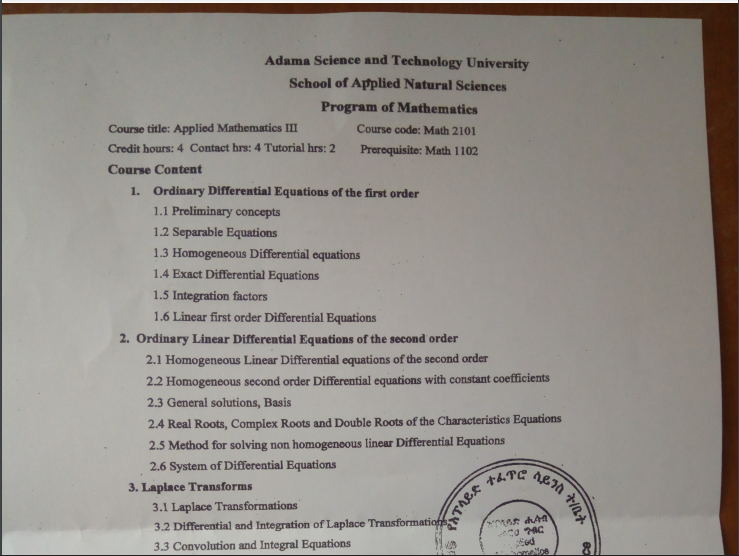 Adama Science and Technology University
School of Applied Natural Sciences
Program of Mathematics
Course title: Applied Mathematics III Course code: Math 2101
Credit hours: 4 Contact hrs: 4 Tutorial hrs: 2 Prerequisite: Math 1102
Course Content
1. Ordinary Differential Equations of the first order
1.1 Preliminary concepts
1.2 Separable Equations
1.3 Homogeneous Differential equations
1.4 Exact Differential Equations
1.5 Integration factors
1.6 Linear first order Differential Equations
2. Ordinary Linear Differential Equations of the second order
2.1 Homogeneous Linear Differential equations of the second order
2.2 Homogeneous second order Differential equations with constant coefficients
2.3 General solutions, Basis
2.4 Real Roots, Complex Roots and Double Roots of the Characteristics Equations
2.5 Method for solving non homogeneous linear Differential Equations
2.6 System of Differential Equations
3. Laplace Transforms
3.1 Laplace Transformations
3.2 Differential and Integration of Laplace Transformations
3.3 Convolution and Integral Equations
የአፕላይድ ተፈጥሮ ሳይንስ ት/ቤት